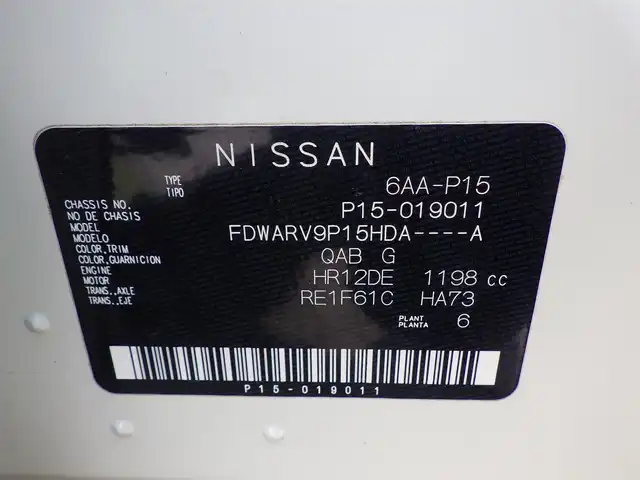 NISSAN
TYPE
TIPO 6AA-P15
CHASSIS NO.
NO DE CHASSIS P15-019011
MODEL
MODELO FDWARV9P15HDA----A
COLOR,TRIM
COLOR,GUARNICION QAB G
ENGINE
MOTOR HR12DE 1198 cc
TRANS.,AXLE
TRANS.,EJE RE1F61C HA73
PLANT
PLANTA 6
P15-019011